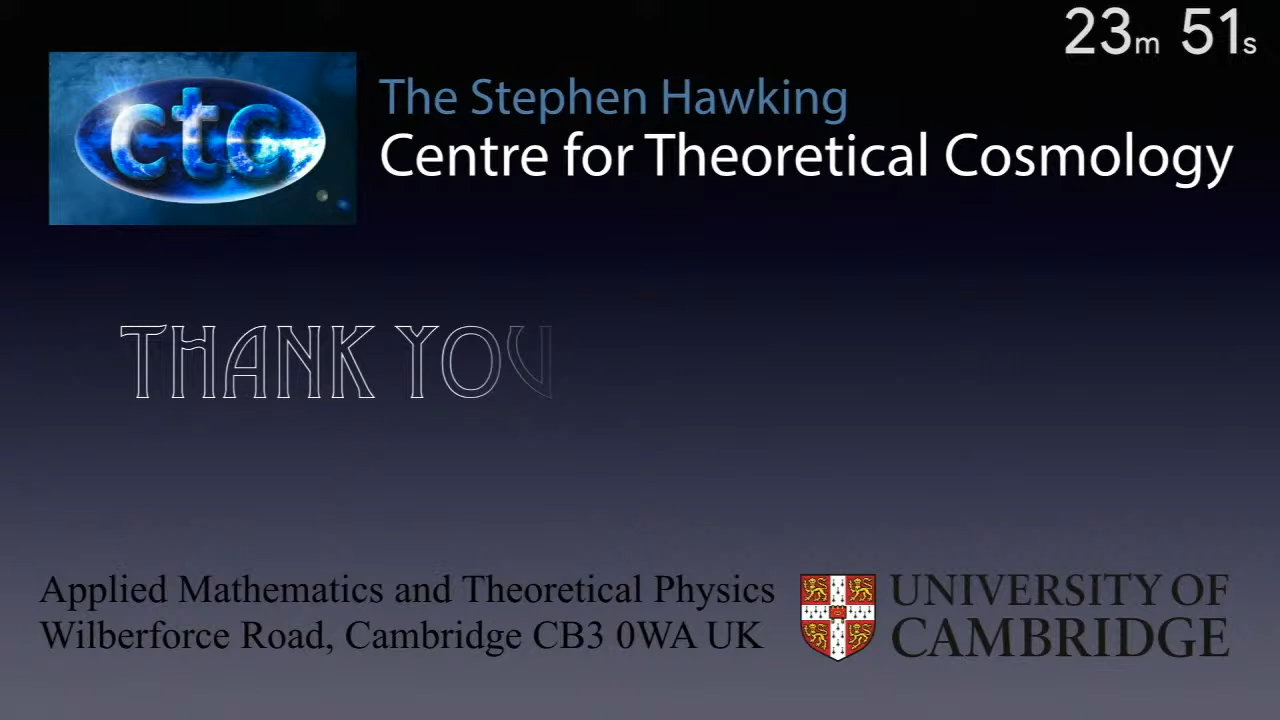 23m 51s
ctc
The Stephen Hawking
Centre for Theoretical Cosmology
THANK YOU
Applied Mathematics and Theoretical Physics
Wilberforce Road, Cambridge CB3 0WA UK
UNIVERSITY OF
CAMBRIDGE